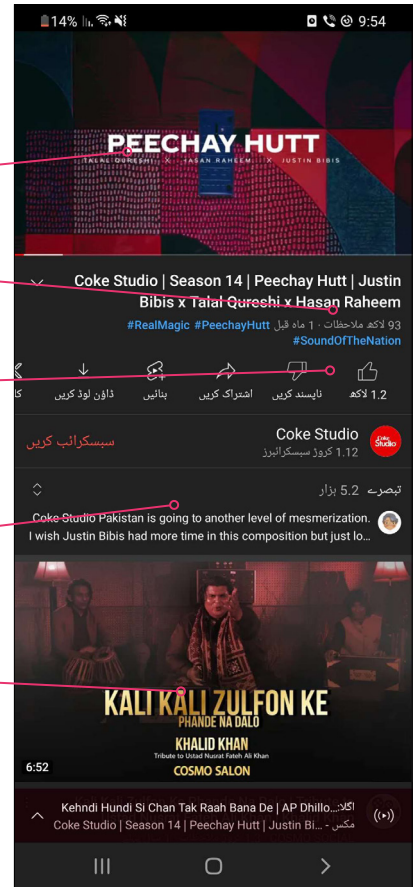 14%
9:54
PEECHAY HUTT
TALAL QURESHI X HASAN RAHEEM X JUSTIN BIBIS
Coke Studio | Season 14 | Peechay Hutt | Justin
Bibis x Talal Qureshi x Hasan Raheem
93 لاکھ ملاحظات · 1 ماہ قبل #RealMagic #PeechayHutt
#SoundOfTheNation
1.2 لاکھ
ناپسند کریں
اشتراک کریں
بنائیں
ڈاؤن لوڈ کریں
Coke Studio
Coke Studio
1.12 کروڑ سبسکرائبرز
سبسکرائب کریں
تبصرے 5.2 ہزار
Coke Studio Pakistan is going to another level of mesmerization.
I wish Justin Bibis had more time in this composition but just lo...
KALI KALI ZULFON KE
PHANDE NA DALO
KHALID KHAN
Tribute to Ustad Nusrat Fateh Ali Khan
COSMO SALON
6:52
اگلا: Kehndi Hundi Si Chan Tak Raah Bana De | AP Dhillo...
مکس - Coke Studio | Season 14 | Peechay Hutt | Justin Bi...